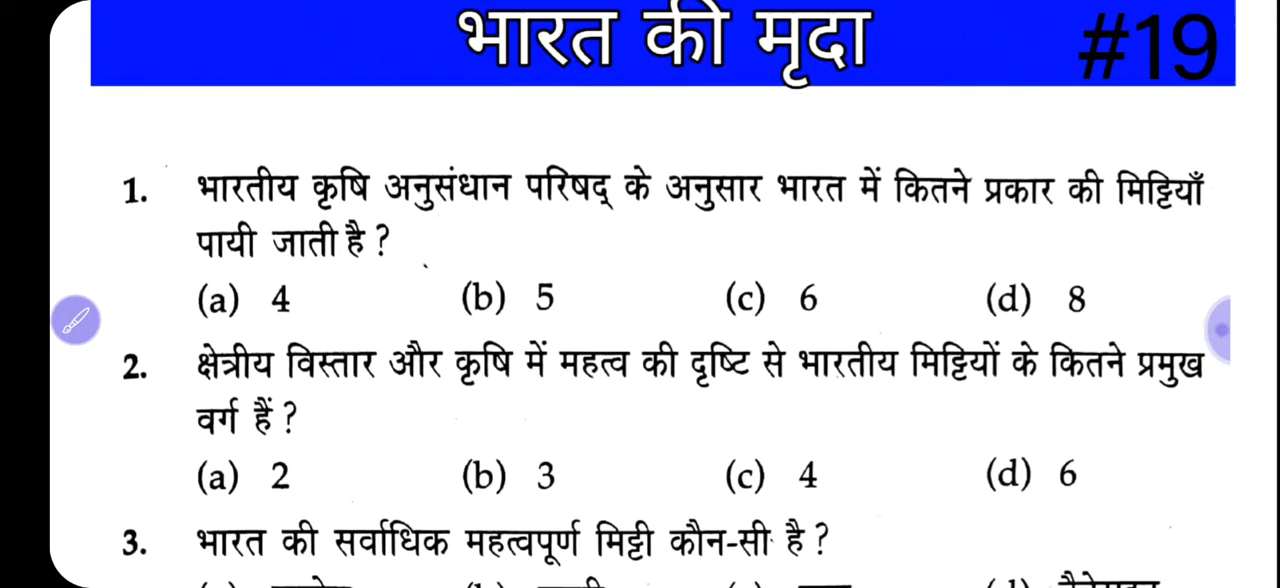 भारत की मृदा #19
1. भारतीय कृषि अनुसंधान परिषद् के अनुसार भारत में कितने प्रकार की मिट्टियाँ
पायी जाती है ?
(a) 4 (b) 5 (c) 6 (d) 8
2. क्षेत्रीय विस्तार और कृषि में महत्व की दृष्टि से भारतीय मिट्टियों के कितने प्रमुख
वर्ग हैं ?
(a) 2 (b) 3 (c) 4 (d) 6
3. भारत की सर्वाधिक महत्वपूर्ण मिट्टी कौन-सी है ?